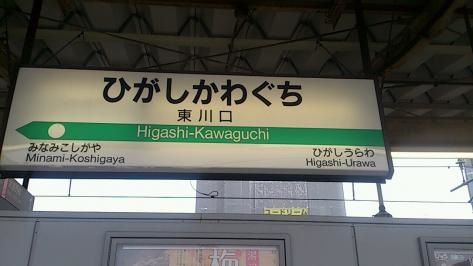 ひがしかわぐち
東川口
Higashi-Kawaguchi
みなみこしがや
Minami-Koshigaya
ひがしうらわ
Higashi-Urawa
梅